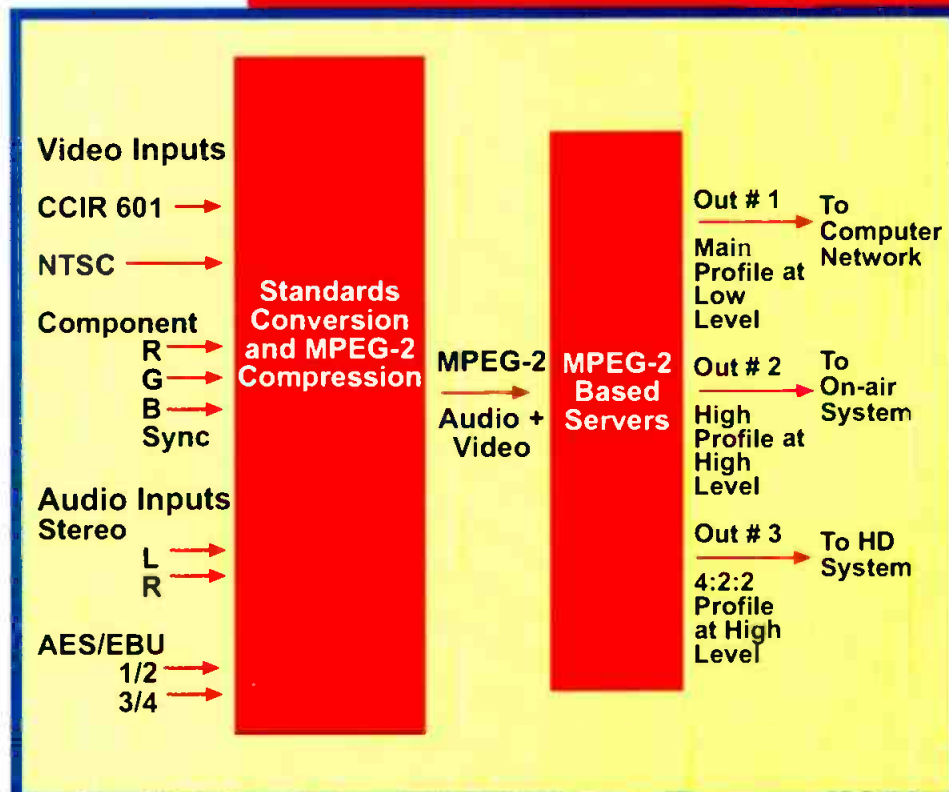 Video Inputs
CCIR 601
NTSC
Component
R
G
B
Sync
Audio Inputs
Stereo
L
R
AES/EBU
1/2
3/4
Standards
Conversion
and MPEG-2
Compression
MPEG-2
Audio +
Video
MPEG-2
Based
Servers
Out # 1
Main
Profile at
Low
Level
To
Computer
Network
Out # 2
High
Profile at
High
Level
To
On-air
System
Out # 3
4:2:2
Profile
at High
Level
To HD
System